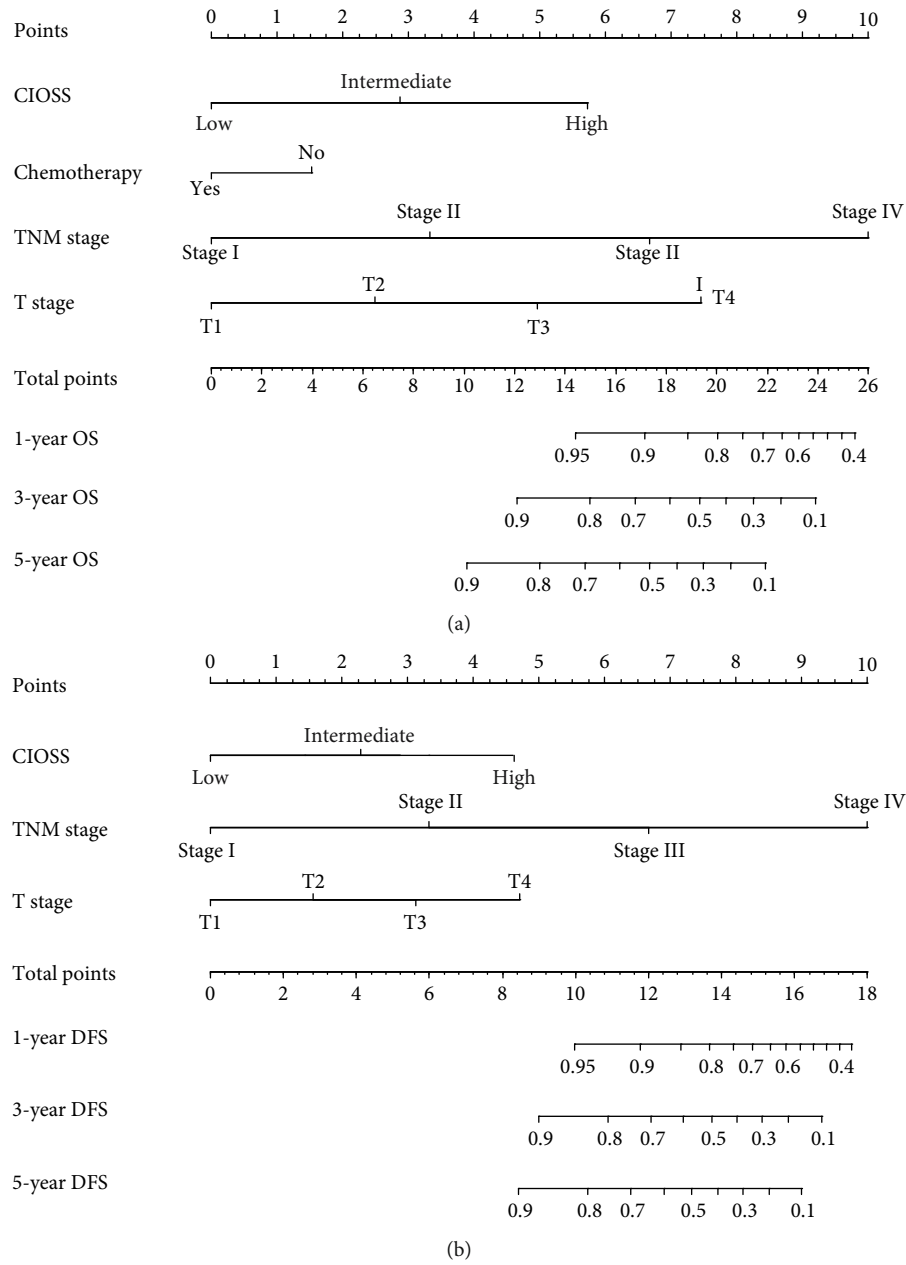 0 1 2 3 4 5 6 7 8 9 10
Points
Intermediate
CIOSS
Low High
No
Chemotherapy
Yes
Stage II Stage IV
TNM stage
Stage I Stage II
T2 I
T stage T4
T1 T3
Total points
0 2 4 6 8 10 12 14 16 18 20 22 24 26
1-year OS
0.95 0.9 0.8 0.7 0.6 0.4
3-year OS
0.9 0.8 0.7 0.5 0.3 0.1
5-year OS
0.9 0.8 0.7 0.5 0.3 0.1
(a)
0 1 2 3 4 5 6 7 8 9 10
Points
Intermediate
CIOSS
Low High
Stage II Stage IV
TNM stage
Stage I Stage III
T2 T4
T stage
T1 T3
Total points
0 2 4 6 8 10 12 14 16 18
1-year DFS
0.95 0.9 0.8 0.7 0.6 0.4
3-year DFS
0.9 0.8 0.7 0.5 0.3 0.1
5-year DFS
0.9 0.8 0.7 0.5 0.3 0.1
(b)